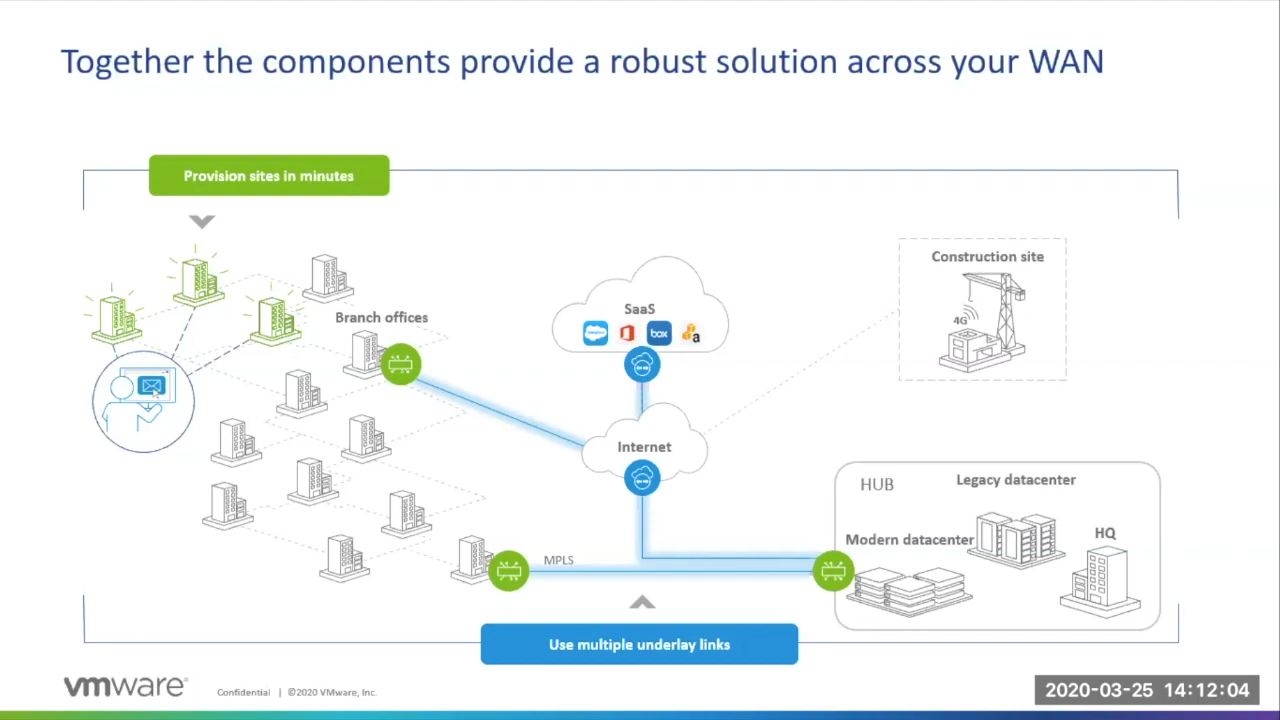 Together the components provide a robust solution across your WAN
Provision sites in minutes
Construction site
4G
SaaS
box
a
Branch offices
Internet
HUB
Legacy datacenter
Modern datacenter
HQ
MPLS
Use multiple underlay links
vmware®
Confidential | ©2020 VMware, Inc.
2020-03-25 14:12:04